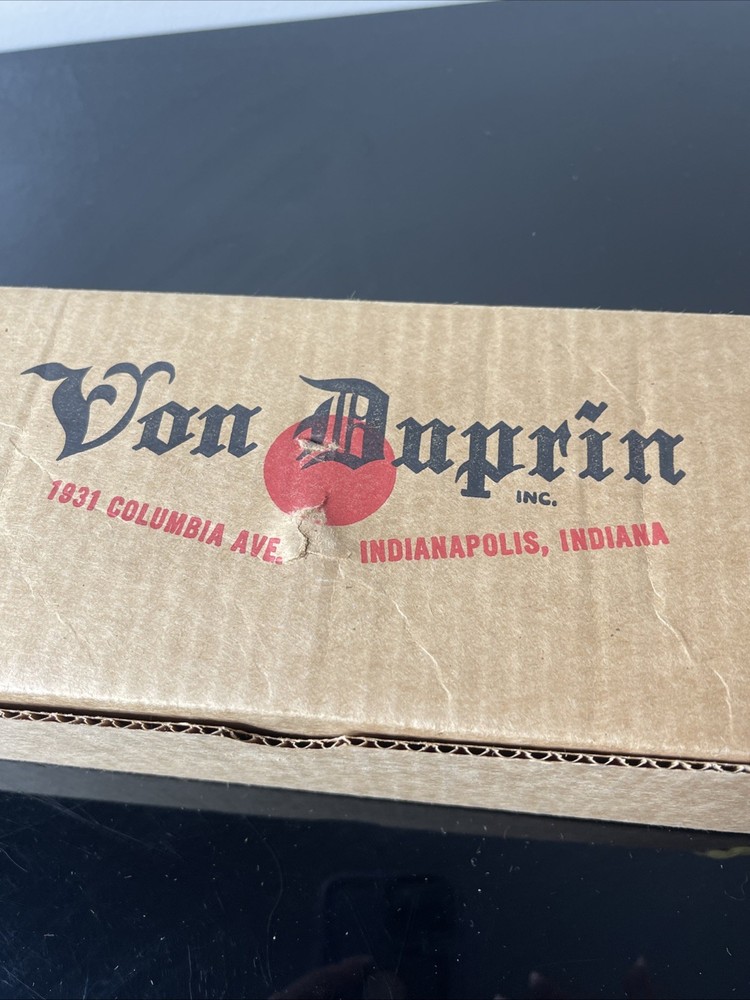 Von Duprin
INC.
1931 COLUMBIA AVE. INDIANAPOLIS, INDIANA